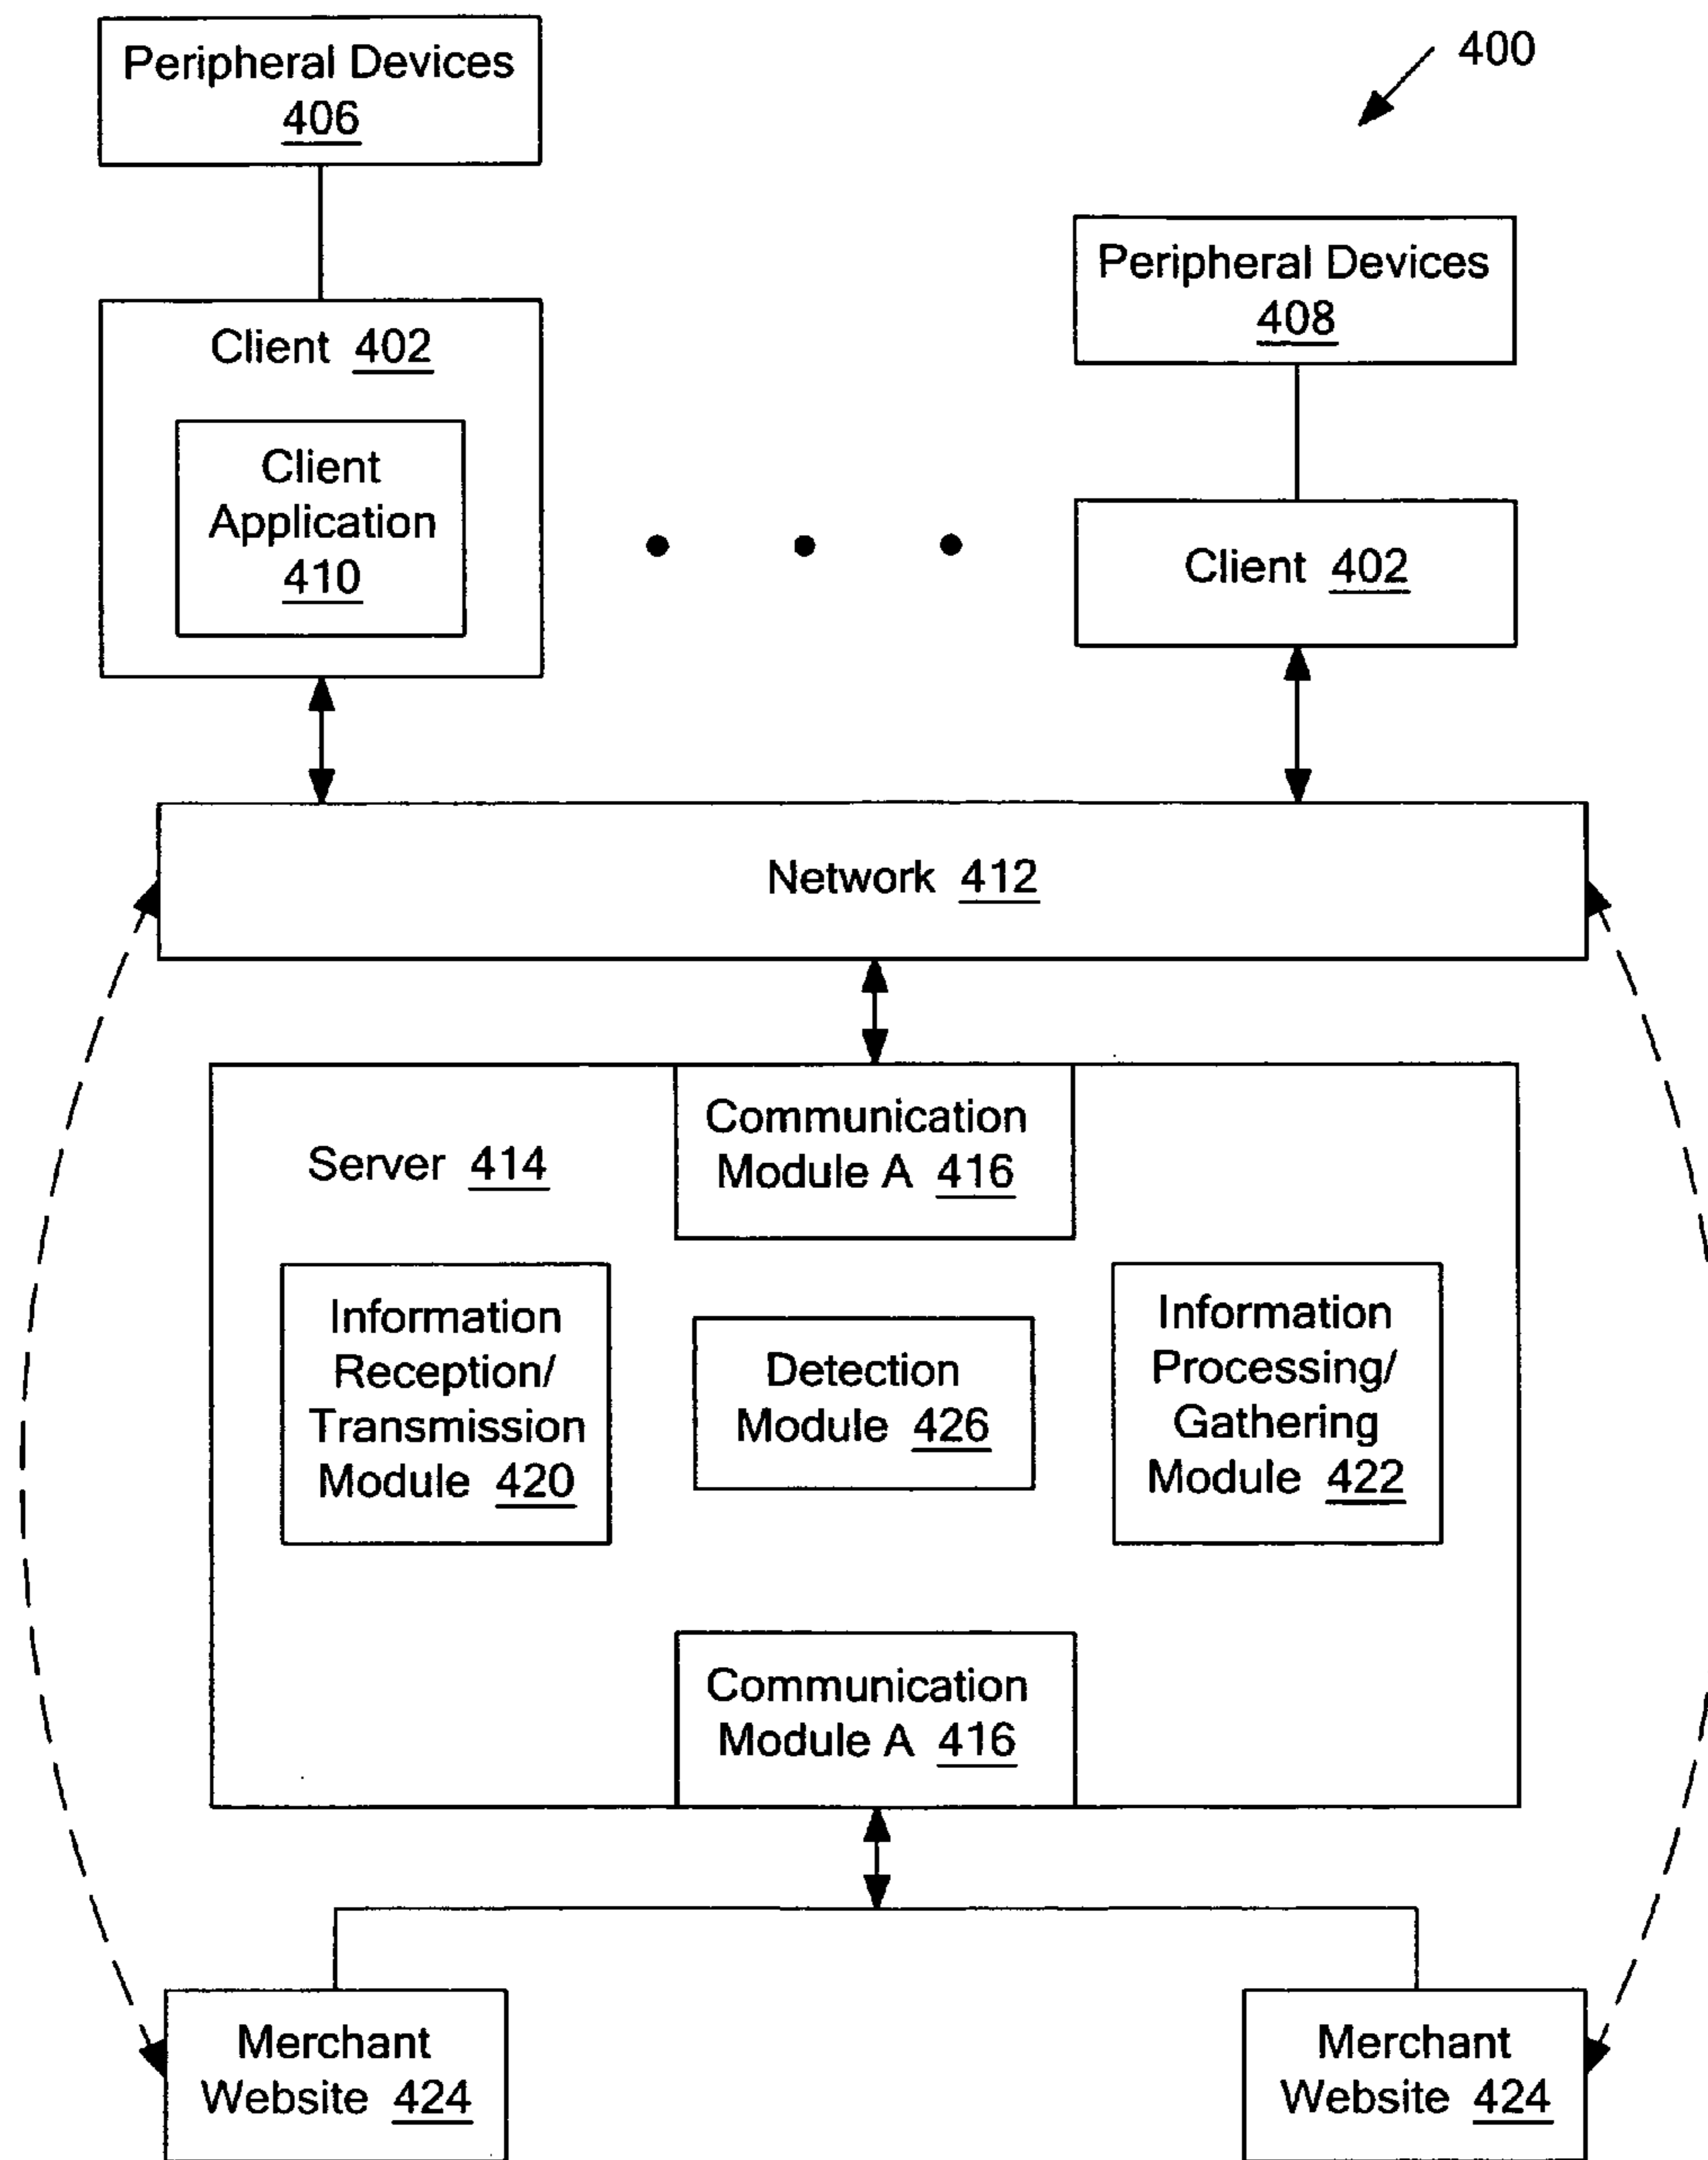 Peripheral Devices
406
400
Peripheral Devices
408
Client 402
Client
Application
410
Client 402
Network 412
Communication
Module A 416
Server 414
Information
Reception/
Transmission
Module 420
Detection
Module 426
Information
Processing/
Gathering
Module 422
Communication
Module A 416
Merchant
Website 424
Merchant
Website 424